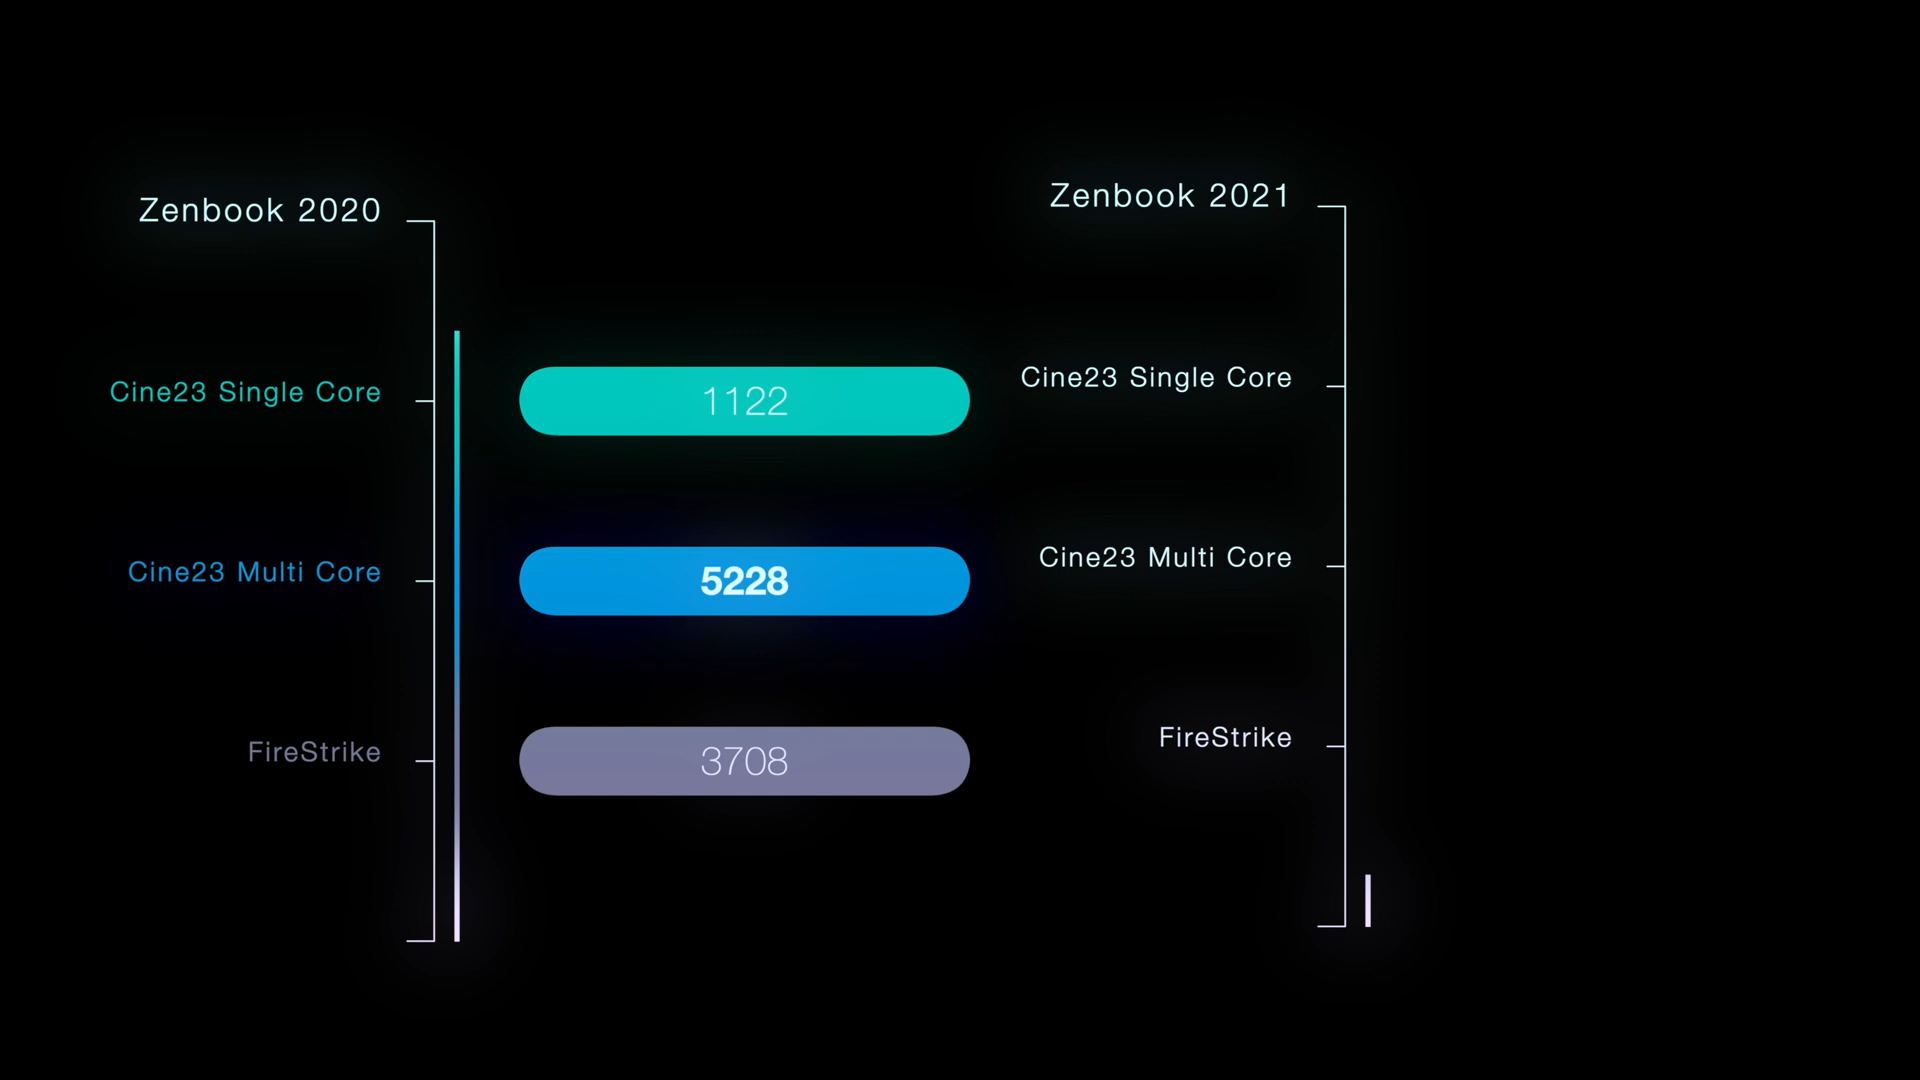 Zenbook 2020
Cine23 Single Core
1122
Cine23 Multi Core
5228
FireStrike
3708
Zenbook 2021
Cine23 Single Core
Cine23 Multi Core
FireStrike